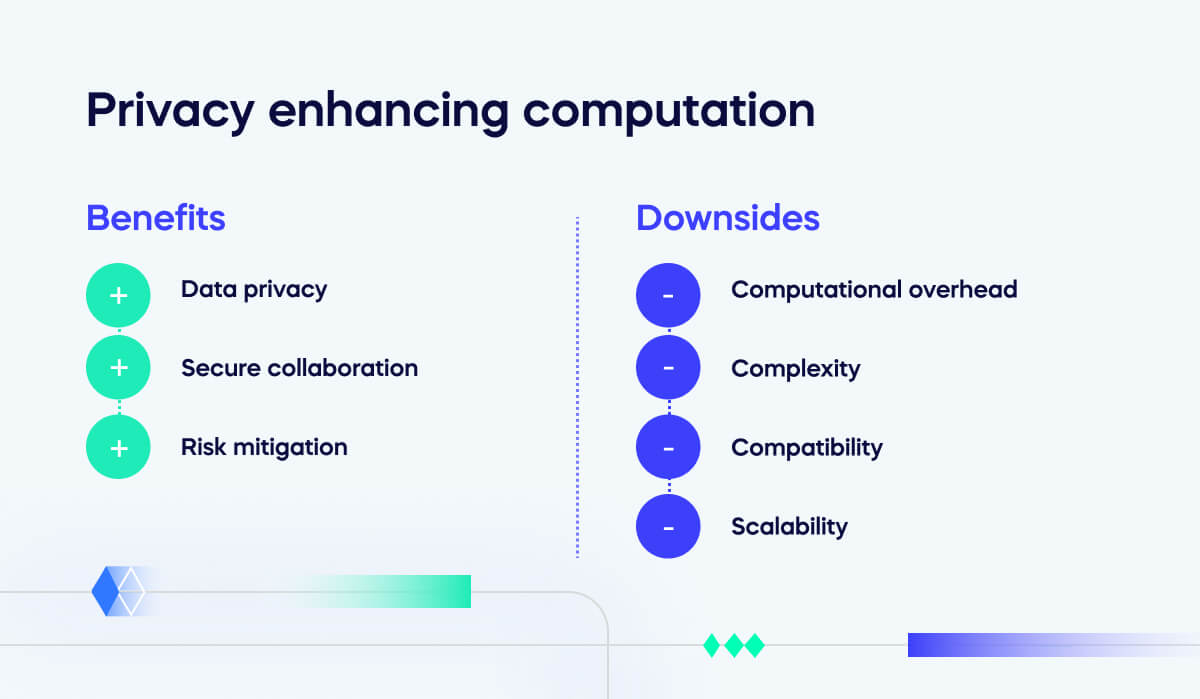 Privacy enhancing computation
Benefits
+ Data privacy
+ Secure collaboration
+ Risk mitigation
Downsides
- Computational overhead
- Complexity
- Compatibility
- Scalability